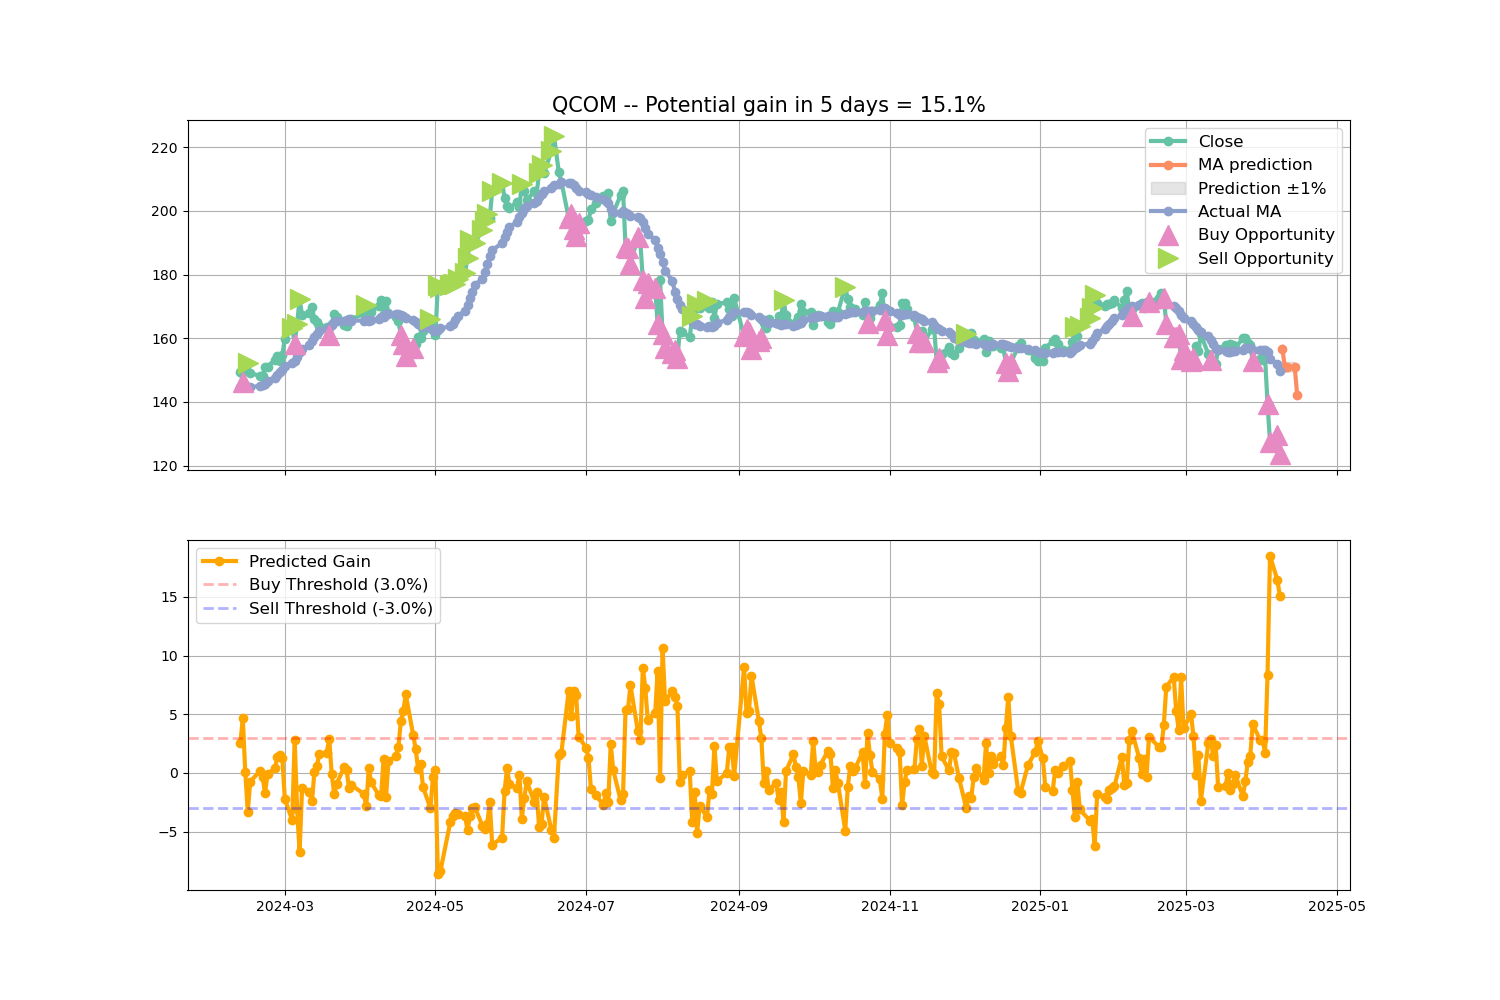 QCOM -- Potential gain in 5 days = 15.1%
220
200
180
160
140
120
Close
MA prediction
Prediction ±1%
Actual MA
Buy Opportunity
Sell Opportunity
15
10
5
0
−5
Predicted Gain
Buy Threshold (3.0%)
Sell Threshold (-3.0%)
2024-03
2024-05
2024-07
2024-09
2024-11
2025-01
2025-03
2025-05